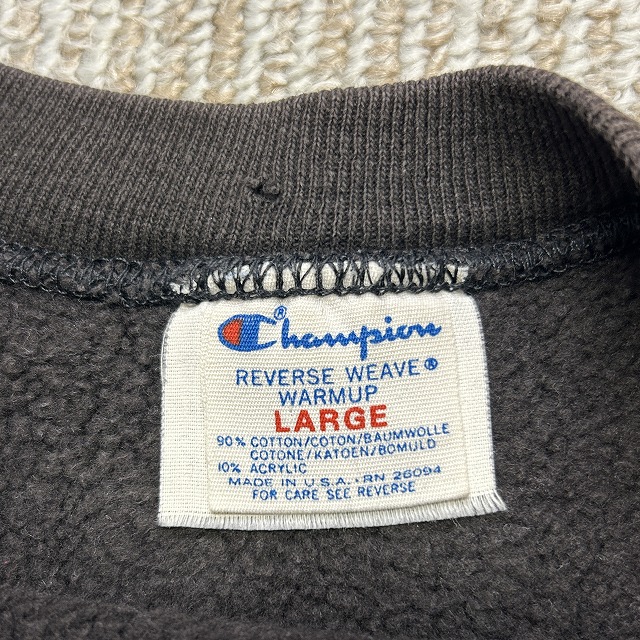 Champion®
REVERSE WEAVE®
WARMUP
LARGE
90% COTTON/COTON/BAUMWOLLE
COTONE/KATOEN/BOMULD
10% ACRYLIC
MADE IN U.S.A. • RN 26094
FOR CARE SEE REVERSE